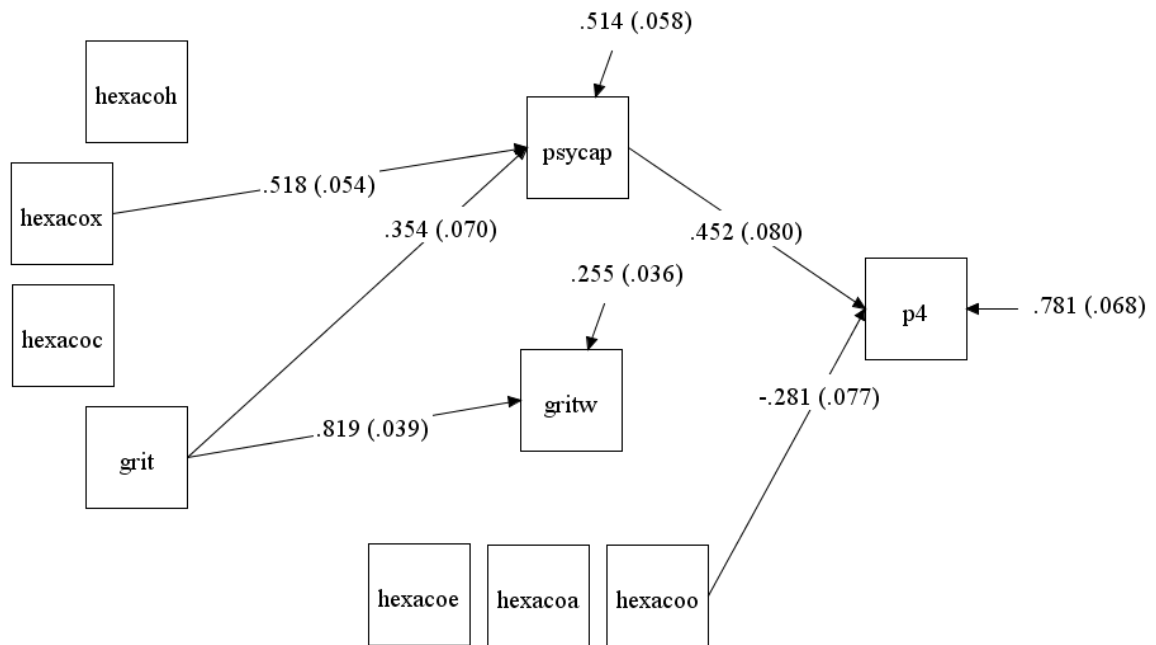 .514 (.058)
hexacoh
psycap
.518 (.054)
hexacox
.354 (.070)
.452 (.080)
.255 (.036)
p4
.781 (.068)
hexacoc
gritw
-.281 (.077)
.819 (.039)
grit
hexacoe
hexacoa
hexacoo